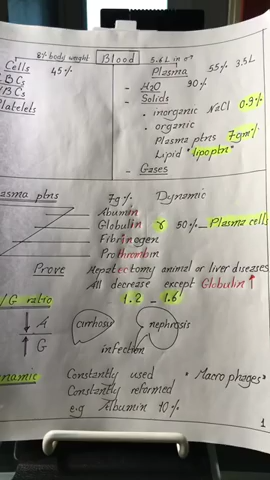 8% body weight Blood 5.6L in ♂
Cells 45% Plasma 55% 3.5L
BCs - H2O 90%
BCs - Solids
Platelets · inorganic NaCl 0.9%
· organic
Plasma ptns 7gm%
Lipid "lipoptn"
- Gases
asma ptns 7g% Dynamic
Abumin
Globulin γ 50% Plasma cells
Fibrinogen
Prothrombin
Prove Hepatectomy animal or liver diseases
All decrease except Globulin ↑
/G ratio 1.2 - 1.6
↓ A cirrhosis nephrosis
↑ G
infection
namic Constantly used "Macrophages"
Constantly reformed
e.g Albumin 10%
1